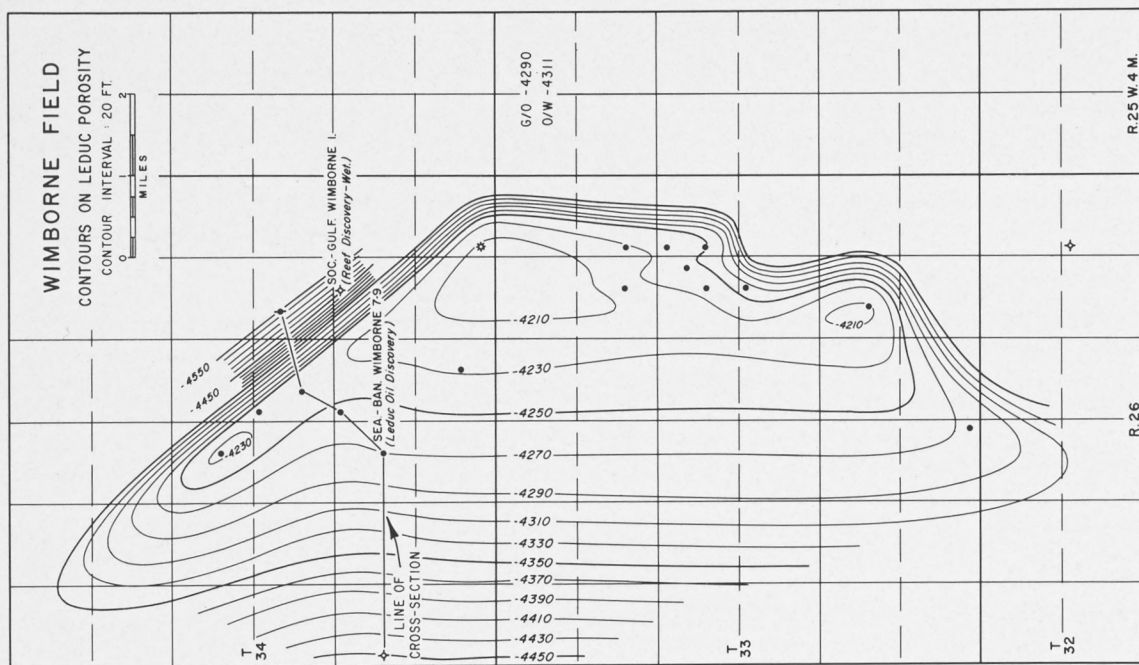 WIMBORNE FIELD
CONTOURS ON LEDUC POROSITY
CONTOUR INTERVAL : 20 FT.
0 1 2
MILES
G/O -4290
O/W -4311
SOC.-GULF. WIMBORNE 1.
(Reef Discovery-Wet.)
-4550
-4450
SEA.-BAN. WIMBORNE 7-9
(Leduc Oil Discovery)
-4230
-4210
-4210
-4230
-4250
-4270
-4290
-4310
-4330
-4350
-4370
-4390
-4410
-4430
-4450
LINE OF
CROSS-SECTION
T
34
T
33
T
32
R.26
R.25 W.4 M.